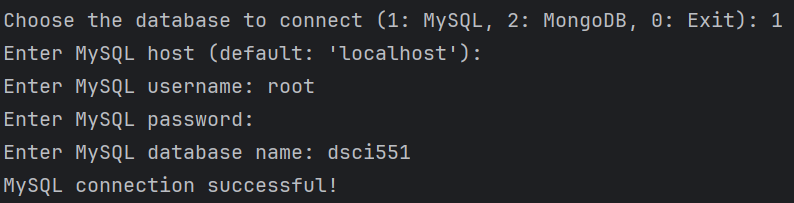 Choose the database to connect (1: MySQL, 2: MongoDB, 0: Exit): 1
Enter MySQL host (default: 'localhost'):
Enter MySQL username: root
Enter MySQL password:
Enter MySQL database name: dsci551
MySQL connection successful!